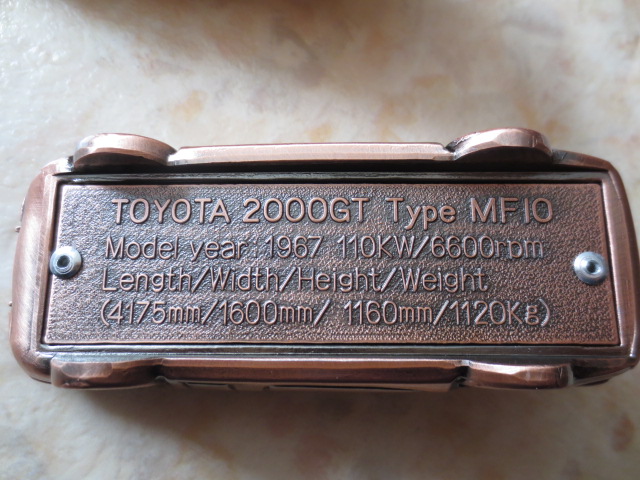 TOYOTA 2000GT Type MF10
Model year: 1967 110KW/6600rpm
Length/Width/Height/Weight
(4175mm/1600mm/ 1160mm/1120Kg)